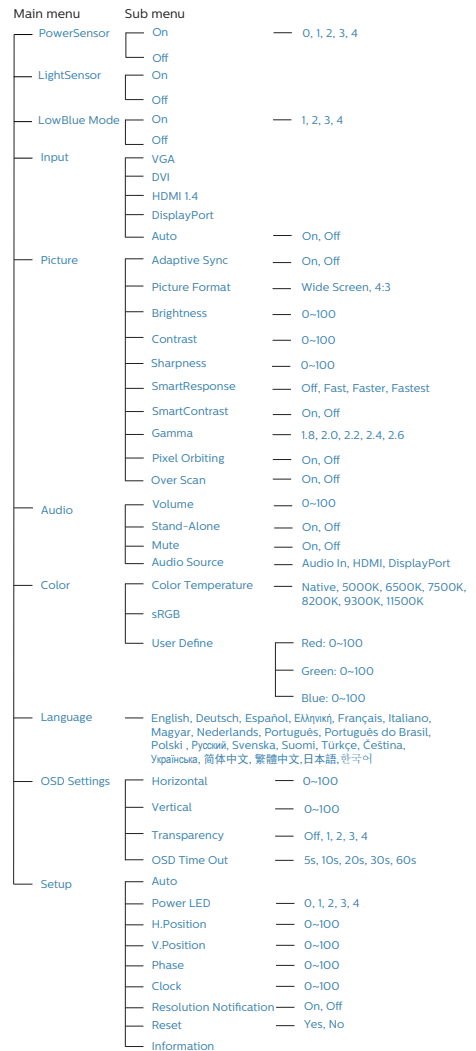 Main menu Sub menu
PowerSensor On 0, 1, 2, 3, 4
Off
LightSensor On
Off
LowBlue Mode On 1, 2, 3, 4
Off
Input VGA
DVI
HDMI 1.4
DisplayPort
Auto On, Off
Picture Adaptive Sync On, Off
Picture Format Wide Screen, 4:3
Brightness 0~100
Contrast 0~100
Sharpness 0~100
SmartResponse Off, Fast, Faster, Fastest
SmartContrast On, Off
Gamma 1.8, 2.0, 2.2, 2.4, 2.6
Pixel Orbiting On, Off
Over Scan On, Off
Audio Volume 0~100
Stand-Alone On, Off
Mute On, Off
Audio Source Audio In, HDMI, DisplayPort
Color Color Temperature Native, 5000K, 6500K, 7500K,
8200K, 9300K, 11500K
sRGB
User Define Red: 0~100
Green: 0~100
Blue: 0~100
Language English, Deutsch, Español, Ελληνική, Français, Italiano,
Magyar, Nederlands, Português, Português do Brasil,
Polski , Русский, Svenska, Suomi, Türkçe, Čeština,
Українська, 简体中文, 繁體中文,日本語,한국어
OSD Settings Horizontal 0~100
Vertical 0~100
Transparency Off, 1, 2, 3, 4
OSD Time Out 5s, 10s, 20s, 30s, 60s
Setup Auto
Power LED 0, 1, 2, 3, 4
H.Position 0~100
V.Position 0~100
Phase 0~100
Clock 0~100
Resolution Notification On, Off
Reset Yes, No
Information